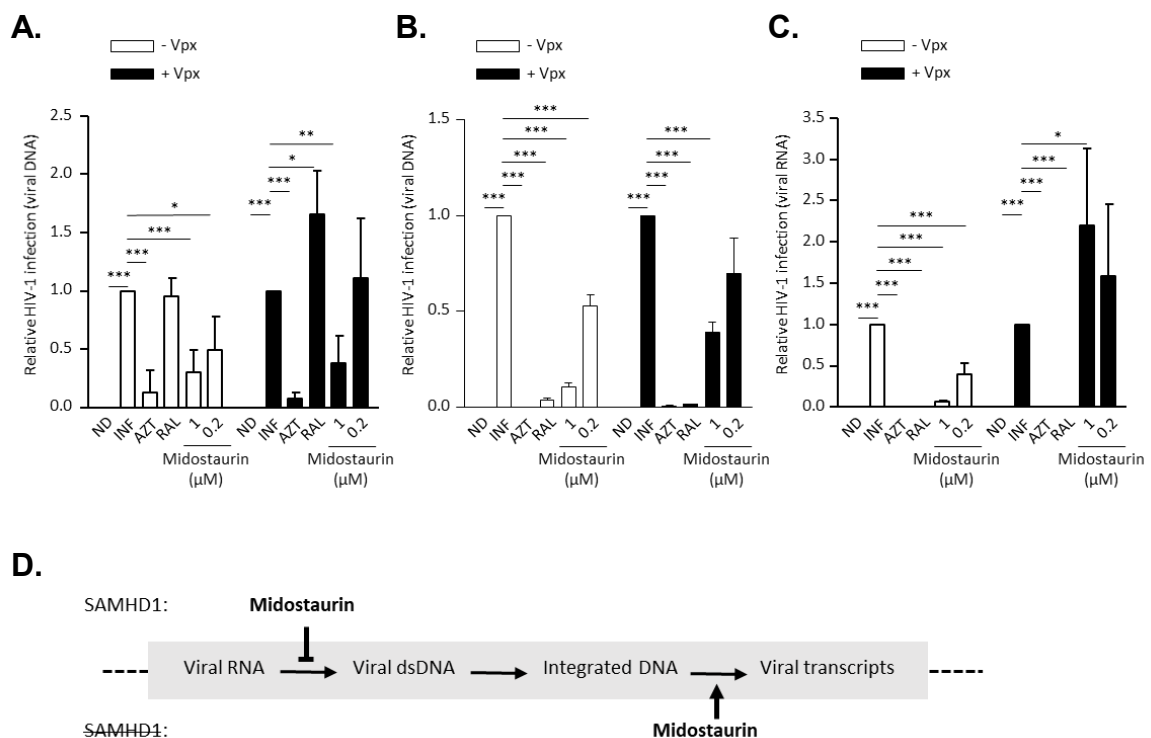 A.
- Vpx
+ Vpx
Relative HIV-1 infection (viral DNA)
2.5
2.0
1.5
1.0
0.5
0.0
** 
*
***
***
*
***
***
***
ND INF AZT RAL 1 0.2 ND INF AZT RAL 1 0.2
Midostaurin (µM)
Midostaurin (µM)
B.
- Vpx
+ Vpx
Relative HIV-1 infection (viral DNA)
1.5
1.0
0.5
0.0
***
***
***
***
***
***
***
***
***
ND INF AZT RAL 1 0.2 ND INF AZT RAL 1 0.2
Midostaurin (µM)
Midostaurin (µM)
C.
- Vpx
+ Vpx
Relative HIV-1 infection (viral RNA)
3.5
3.0
2.5
2.0
1.5
1.0
0.5
0.0
*
***
***
***
***
***
***
***
***
ND INF AZT RAL 1 0.2 ND INF AZT RAL 1 0.2
Midostaurin (µM)
Midostaurin (µM)
D.
SAMHD1: Midostaurin
Viral RNA Viral dsDNA Integrated DNA Viral transcripts
SAMHD1: Midostaurin